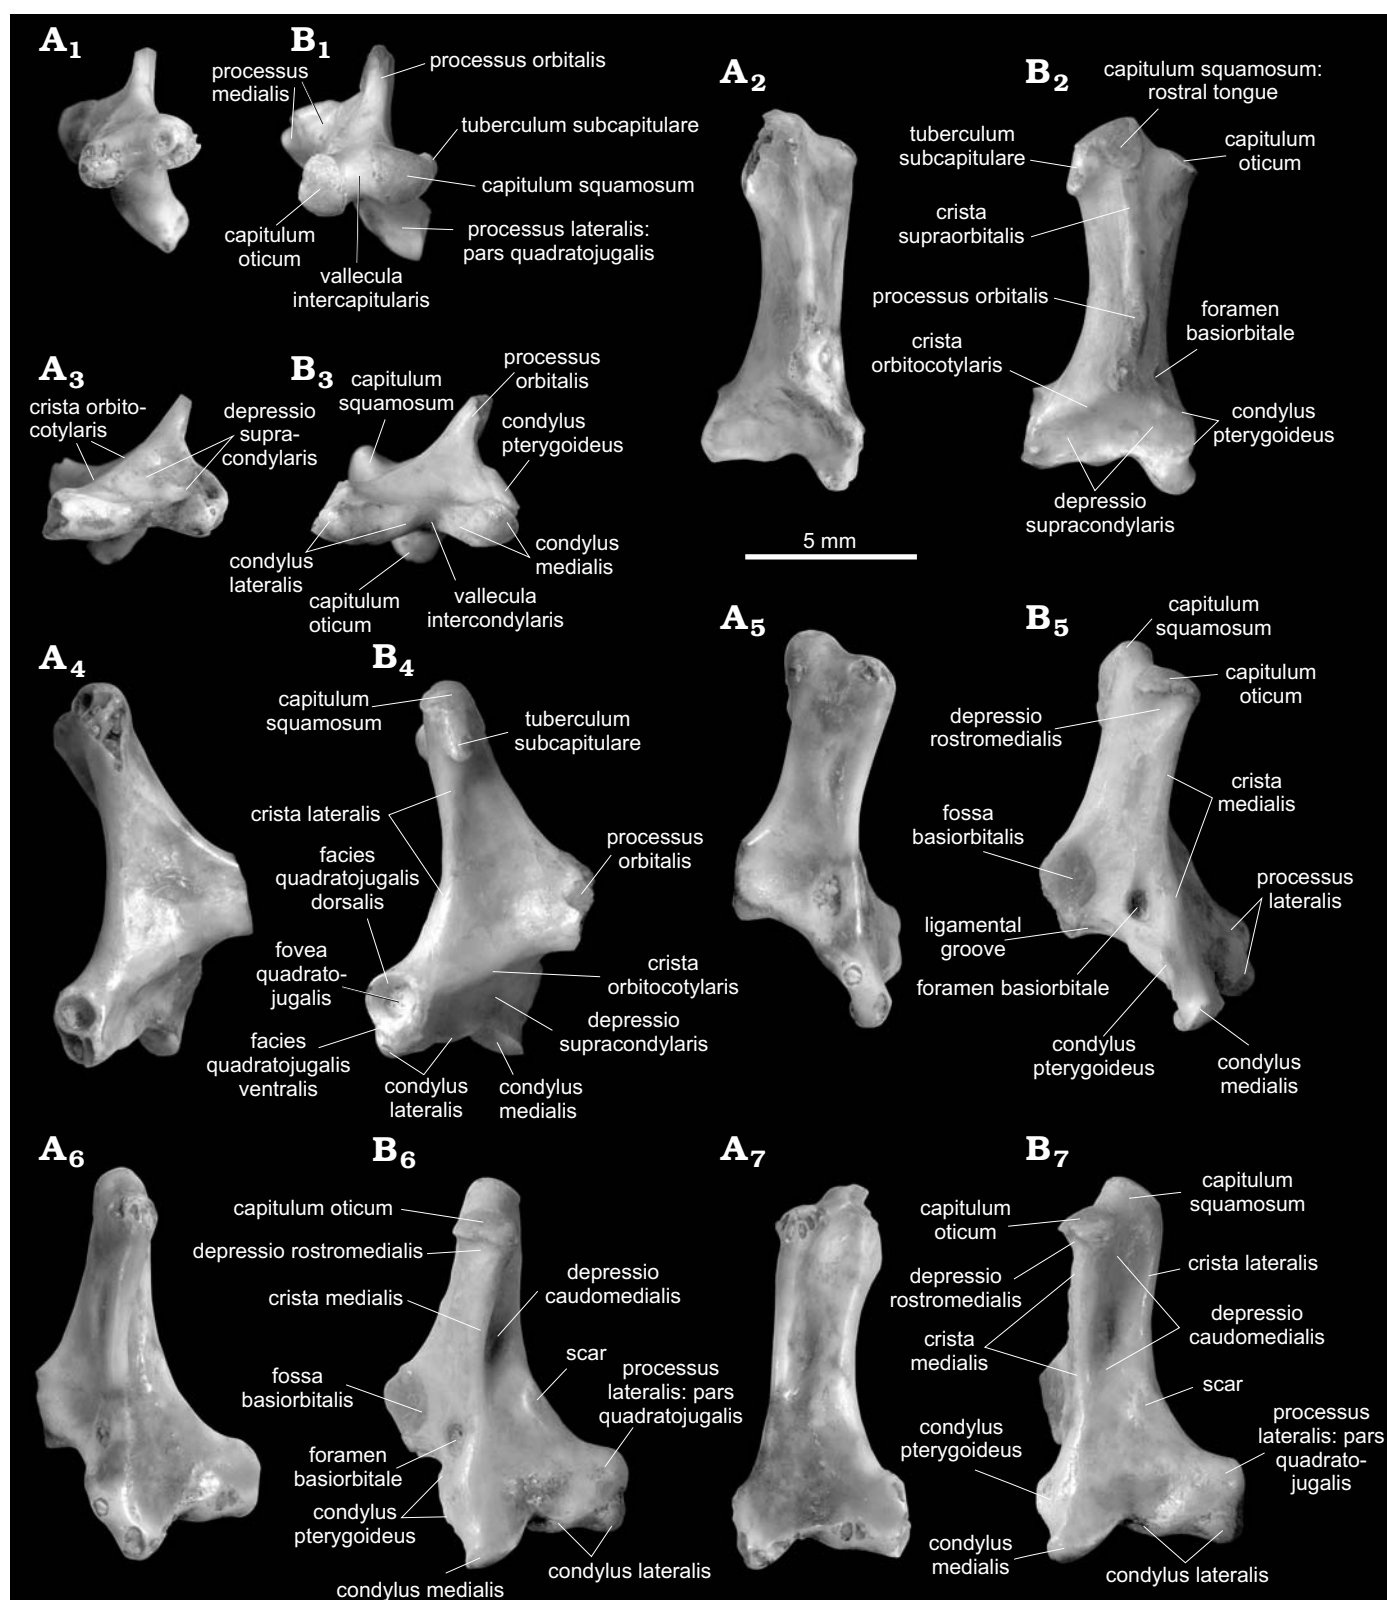 A1
B1
processus
medialis
processus orbitalis
tuberculum subcapitulare
capitulum squamosum
processus lateralis:
pars quadratojugalis
capitulum
oticum
vallecula
intercapitularis
A2
B2
capitulum squamosum:
rostral tongue
tuberculum
subcapitulare
capitulum
oticum
crista
supraorbitalis
processus orbitalis
foramen
basiorbitale
crista
orbitocotylaris
condylus
pterygoideus
depressio
supracondylaris
A3
crista orbito-
cotylaris
depressio
supra-
condylaris
B3
capitulum
squamosum
processus
orbitalis
condylus
pterygoideus
condylus
lateralis
capitulum
oticum
vallecula
intercondylaris
condylus
medialis
5 mm
A4
B4
capitulum
squamosum
tuberculum
subcapitulare
crista lateralis
facies
quadratojugalis
dorsalis
processus
orbitalis
fovea
quadrato-
jugalis
crista
orbitocotylaris
depressio
supracondylaris
facies
quadratojugalis
ventralis
condylus
lateralis
condylus
medialis
A5
B5
capitulum
squamosum
capitulum
oticum
depressio
rostromedialis
crista
medialis
fossa
basiorbitalis
processus
lateralis
ligamental
groove
foramen basiorbitale
condylus
pterygoideus
condylus
medialis
A6
B6
capitulum oticum
depressio rostromedialis
depressio
caudomedialis
crista medialis
scar
processus
lateralis: pars
quadratojugalis
fossa
basiorbitalis
foramen
basiorbitale
condylus
pterygoideus
condylus lateralis
condylus medialis
A7
B7
capitulum
squamosum
capitulum
oticum
crista lateralis
depressio
rostromedialis
depressio
caudomedialis
crista
medialis
scar
processus
lateralis: pars
quadrato-
jugalis
condylus
pterygoideus
condylus
medialis
condylus lateralis